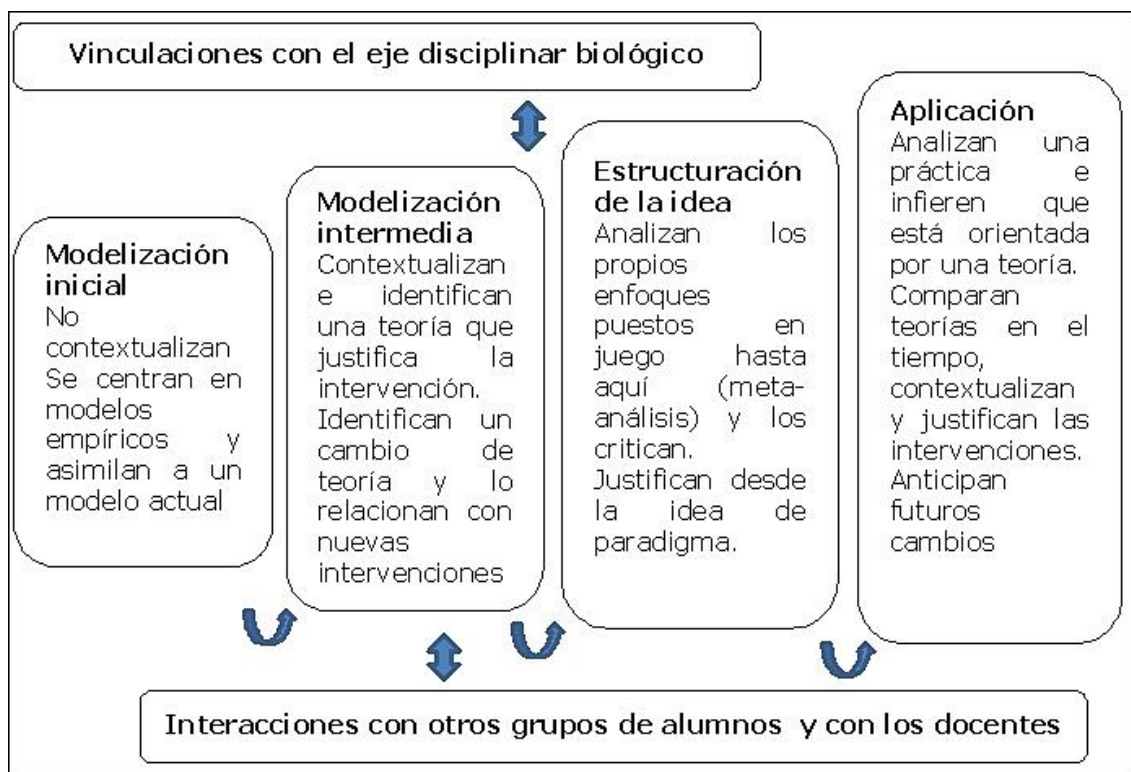 Vinculaciones con el eje disciplinar biológico
Modelización
inicial
No
contextualizan
Se centran en
modelos
empíricos y
asimilan a un
modelo actual
Modelización
intermedia
Contextualizan
e identifican
una teoría que
justifica la
intervención.
Identifican un
cambio de
teoría y lo
relacionan con
nuevas
intervenciones
Estructuración
de la idea
Analizan los
propios
enfoques
puestos en
juego hasta
aquí (meta-
análisis) y los
critican.
Justifican desde
la idea de
paradigma.
Aplicación
Analizan una
práctica e
infieren que
está orientada
por una teoría.
Comparan
teorías en el
tiempo,
contextualizan
y justifican las
intervenciones.
Anticipan
futuros
cambios
Interacciones con otros grupos de alumnos y con los docentes